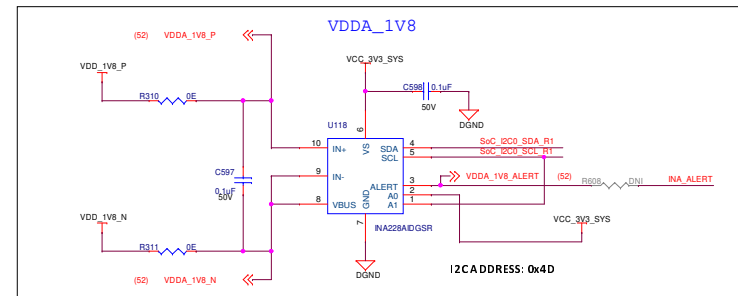 VDDA_1V8
(52) VDDA_1V8_P
VDD_1V8_P
VCC_3V3_SYS
R310 0E
C598 0.1uF
50V
DGND
U118
6
VS
10 IN+
SDA 4 SoC_I2C0_SDA_R1
SCL 5 SoC_I2C0_SCL_R1
C597
0.1uF
50V
9 IN-
ALERT 3 VDDA_1V8_ALERT (52) R608 DNI INA_ALERT
A0 2
8 VBUS
GND
A1 1
VDD_1V8_N
VCC_3V3_SYS
7
INA228AIDGSR
R311 0E
DGND
I2C ADDRESS: 0x4D
(52) VDDA_1V8_N